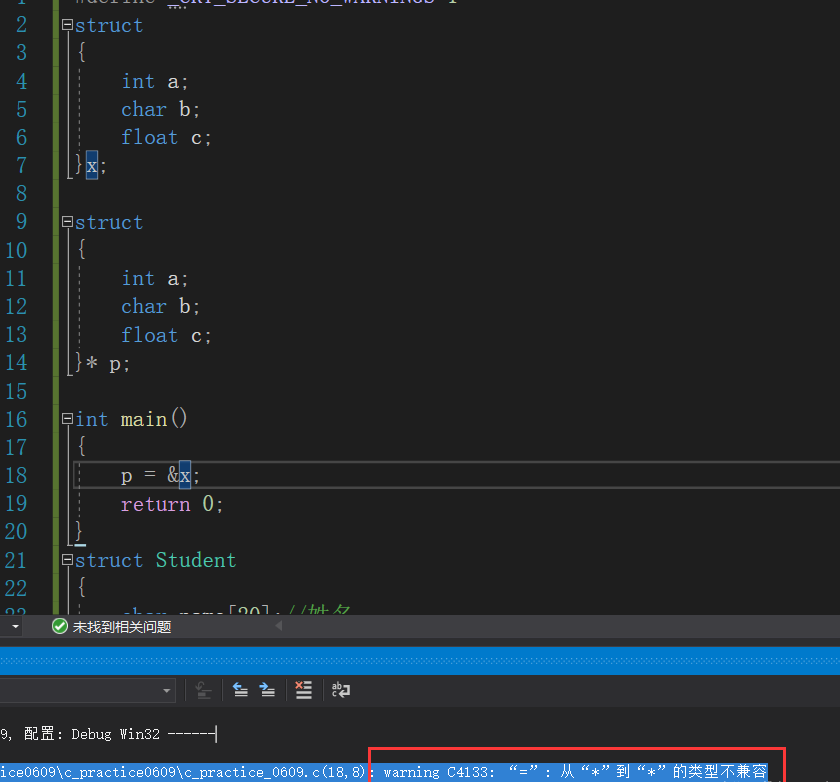 1 #define _CRT_SECURE_NO_WARNINGS 1
2 struct
3 {
4 int a;
5 char b;
6 float c;
7 }x;
8
9 struct
10 {
11 int a;
12 char b;
13 float c;
14 }* p;
15
16 int main()
17 {
18 p = &x;
19 return 0;
20 }
21 struct Student
22 {
23 char name[20];//姓名
未找到相关问题
9, 配置: Debug Win32 ------
ice0609\c_practice0609\c_practice_0609.c(18,8): warning C4133: “=”: 从“*”到“*”的类型不兼容